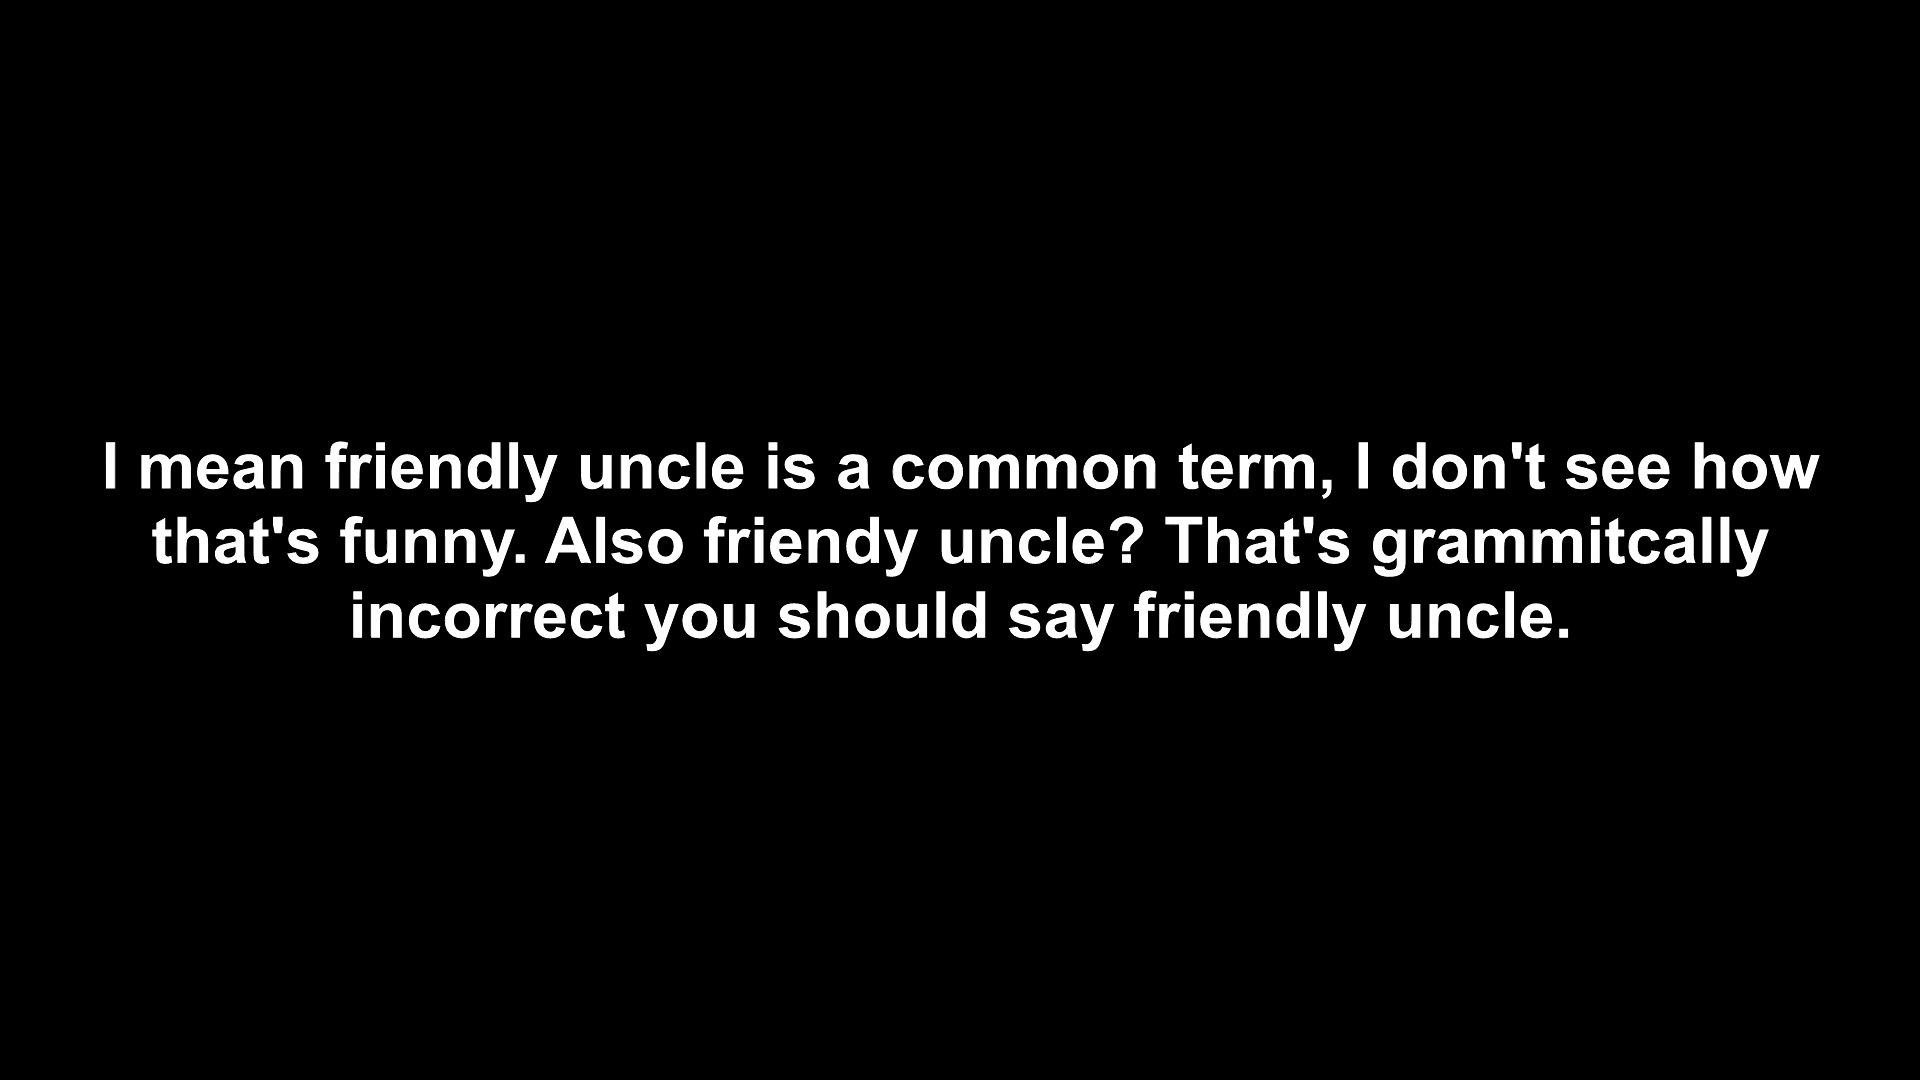 I mean friendly uncle is a common term, I don't see how
that's funny. Also friendy uncle? That's grammitcally
incorrect you should say friendly uncle.